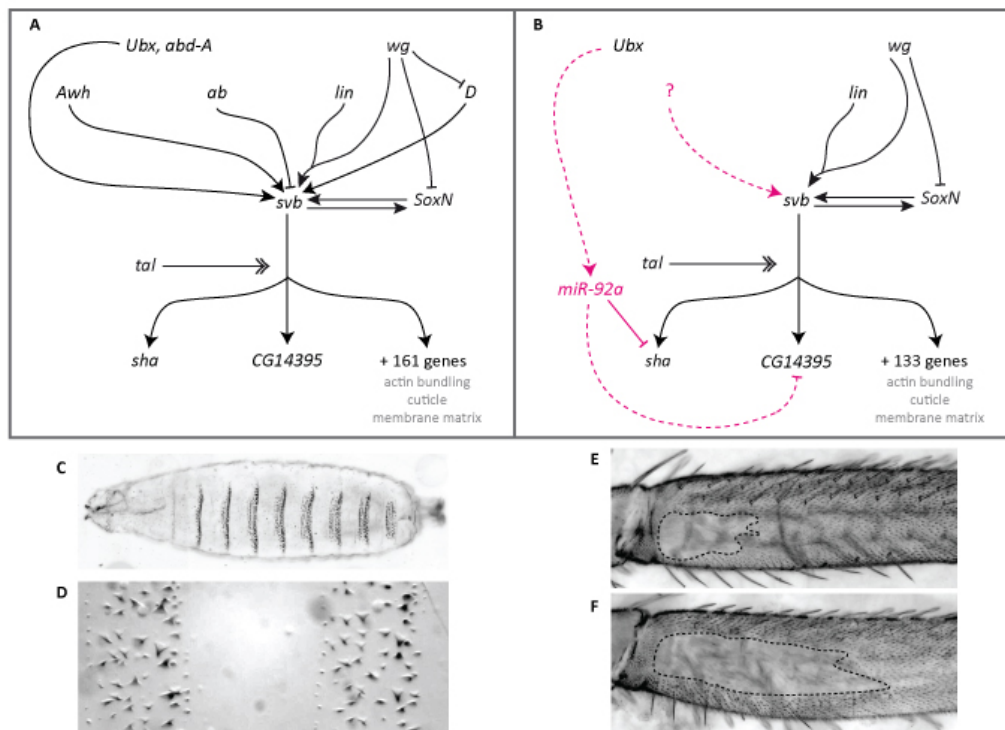 A
Ubx, abd-A
wg
Awh
ab
lin
D
svb
SoxN
tal
sha
CG14395
+ 161 genes
actin bundling
cuticle
membrane matrix
B
Ubx
wg
?
lin
svb
SoxN
tal
miR-92a
sha
CG14395
+ 133 genes
actin bundling
cuticle
membrane matrix
C
D
E
F